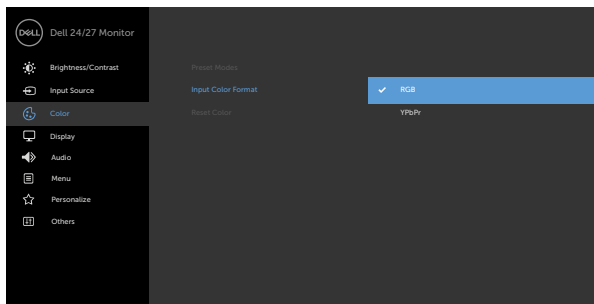 DELL Dell 24/27 Monitor
Brightness/Contrast
Input Source
Color
Display
Audio
Menu
Personalize
Others
Preset Modes
Input Color Format
Reset Color
RGB
YPbPr